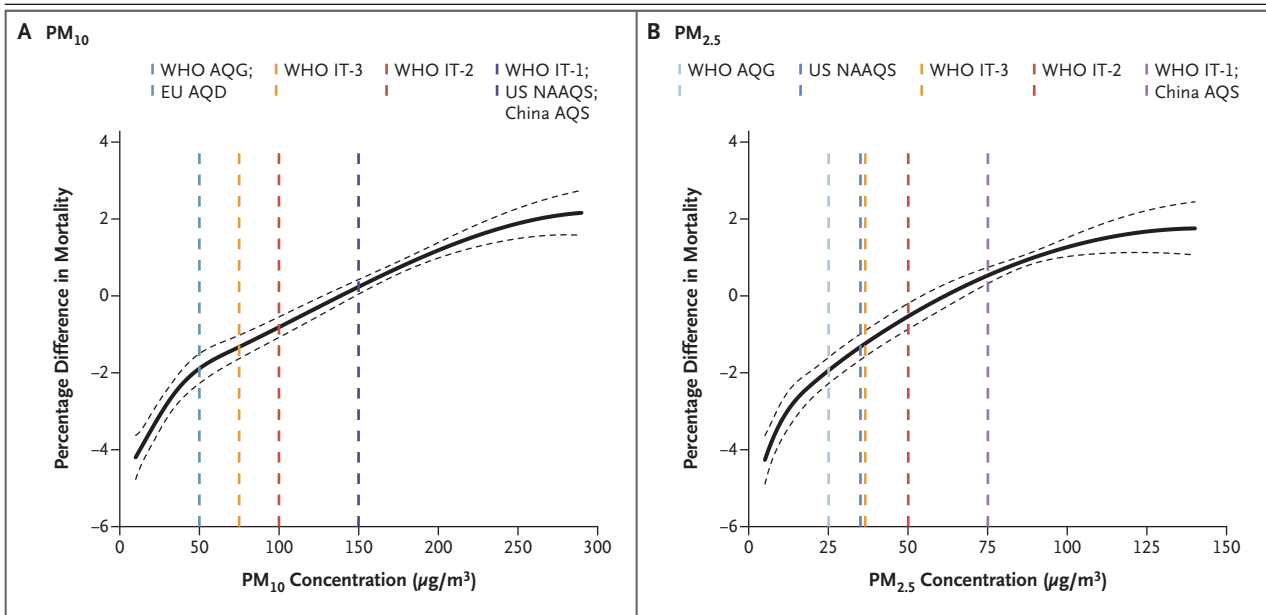 A PM10
WHO AQG;
EU AQD
WHO IT-3
WHO IT-2
WHO IT-1;
US NAAQS;
China AQS
Percentage Difference in Mortality
4
2
0
−2
−4
−6
0 50 100 150 200 250 300
PM10 Concentration (µg/m³)
B PM2.5
WHO AQG
US NAAQS
WHO IT-3
WHO IT-2
WHO IT-1;
China AQS
Percentage Difference in Mortality
4
2
0
−2
−4
−6
0 25 50 75 100 125 150
PM2.5 Concentration (µg/m³)